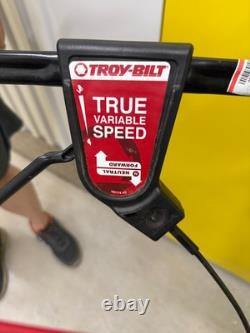 TROY-BILT
TRUE
VARIABLE
SPEED
FORWARD
N NEUTRAL